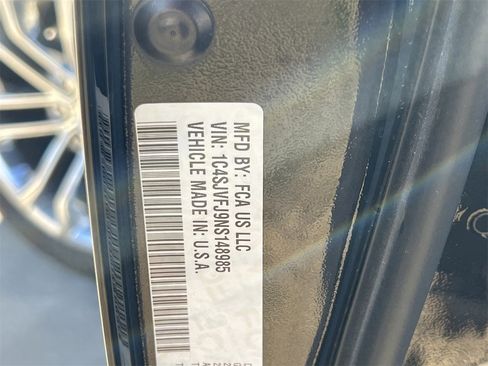 MFD BY: FCA US LLC
VIN: 1C4SJVFJ9NS148985
VEHICLE MADE IN: U.S.A.